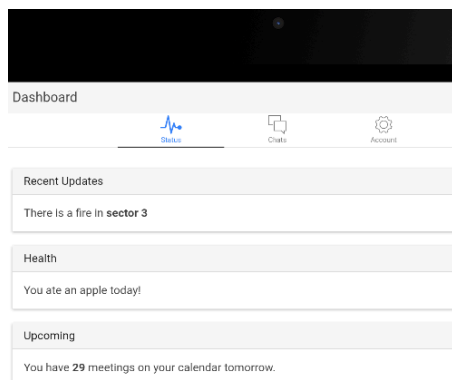 Dashboard
Status
Chats
Account
Recent Updates
There is a fire in sector 3
Health
You ate an apple today!
Upcoming
You have 29 meetings on your calendar tomorrow.